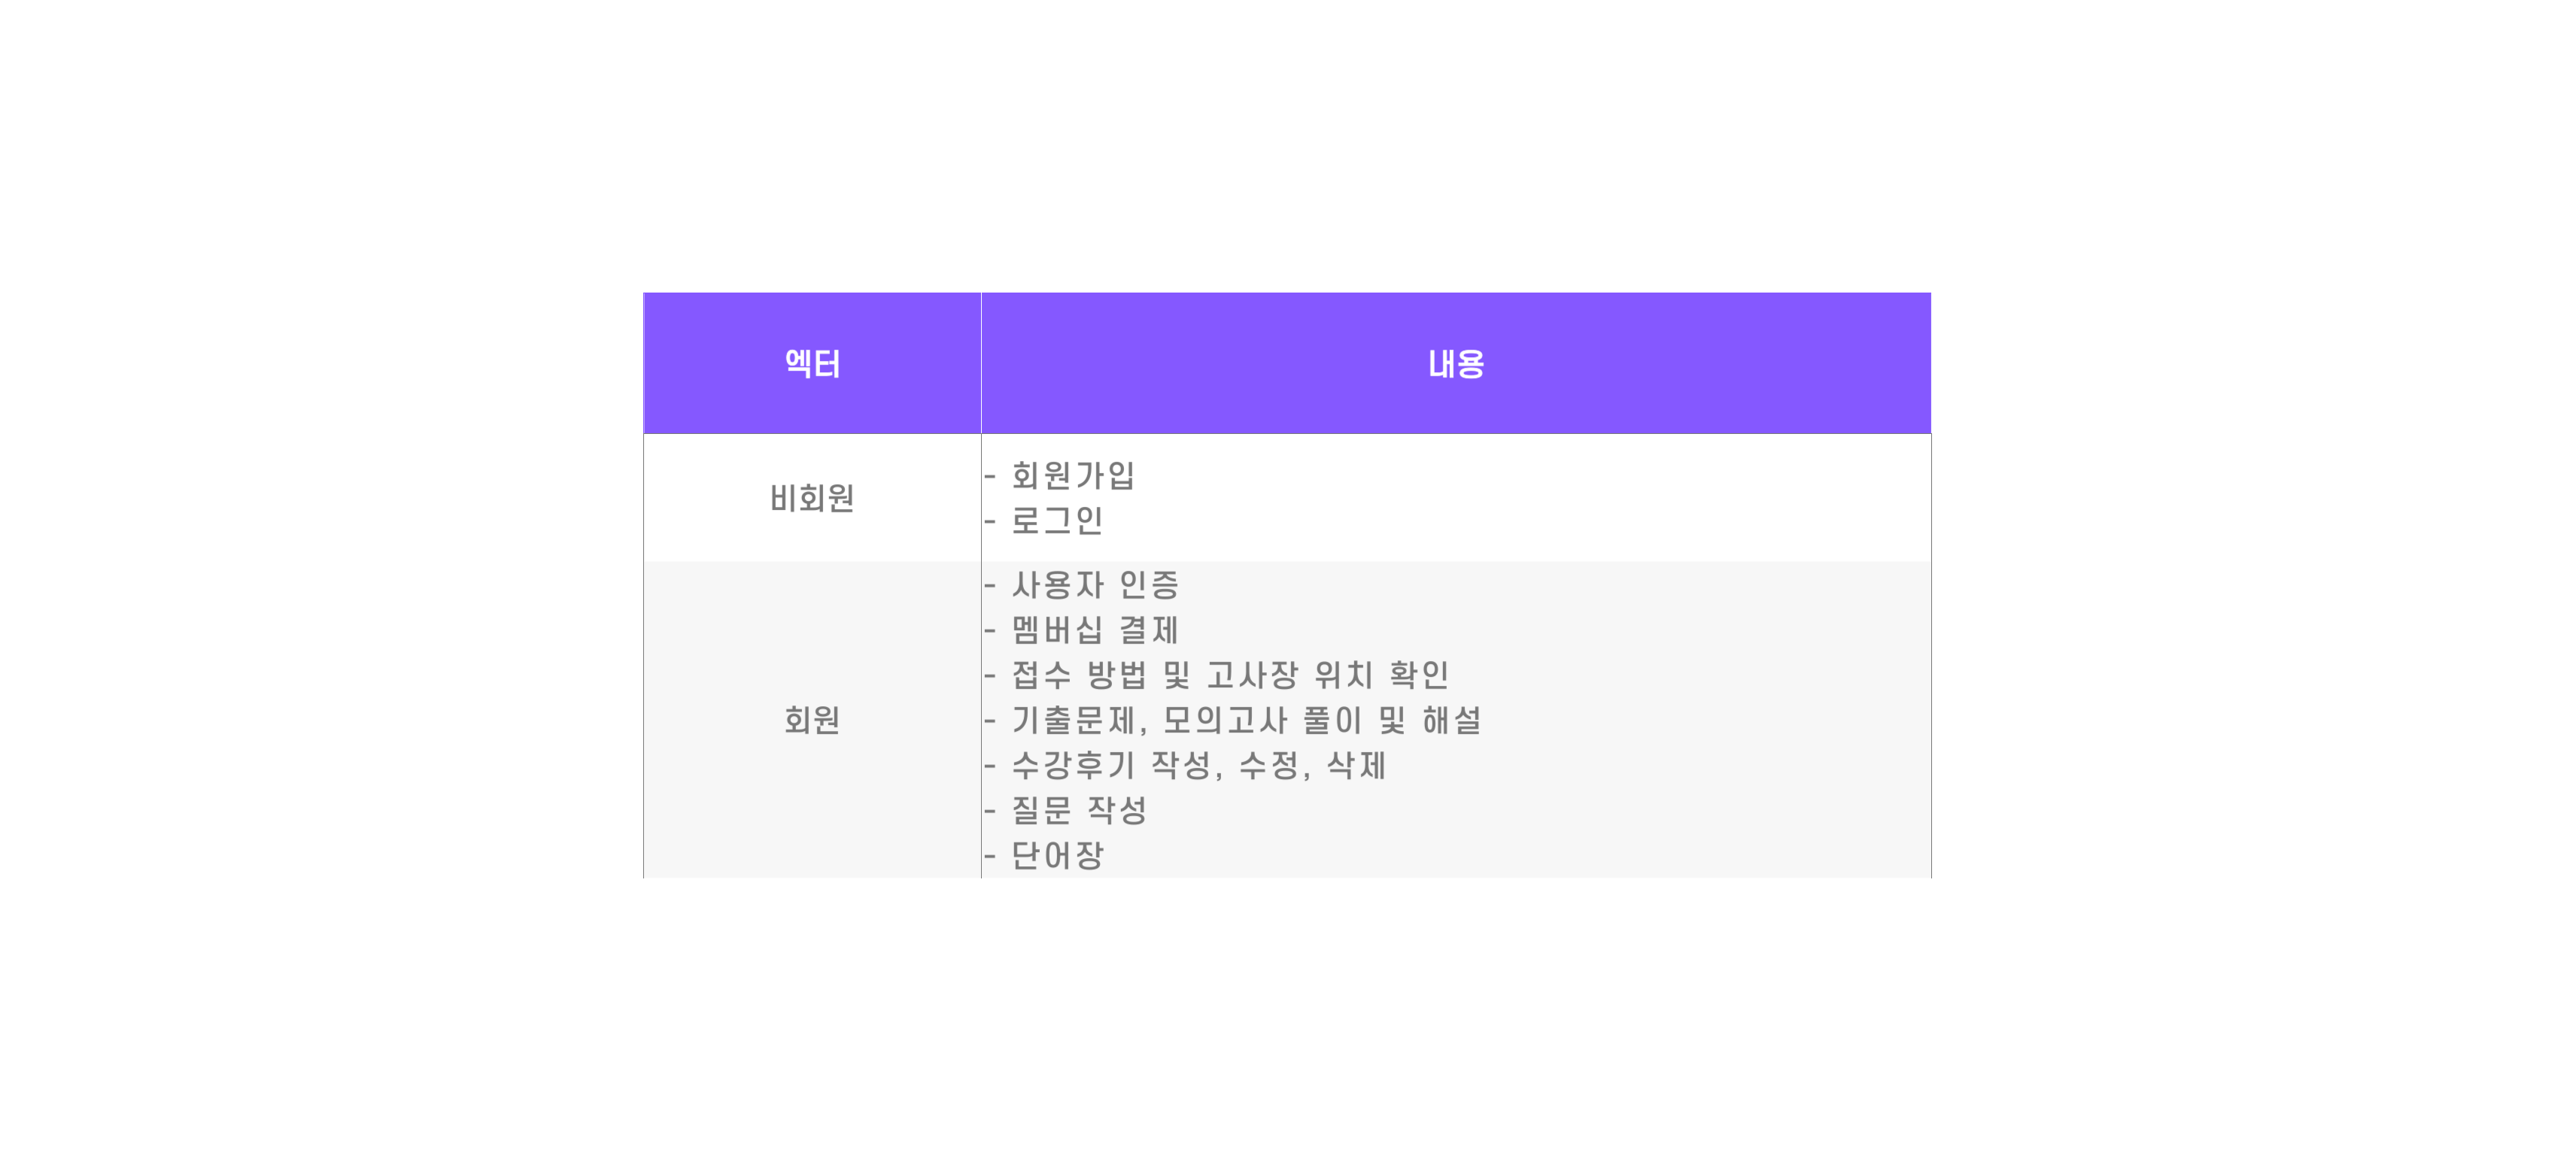 엑터
내용
비회원
- 회원가입
- 로그인
회원
- 사용자 인증
- 멤버십 결제
- 접수 방법 및 고사장 위치 확인
- 기출문제, 모의고사 풀이 및 해설
- 수강후기 작성, 수정, 삭제
- 질문 작성
- 단어장